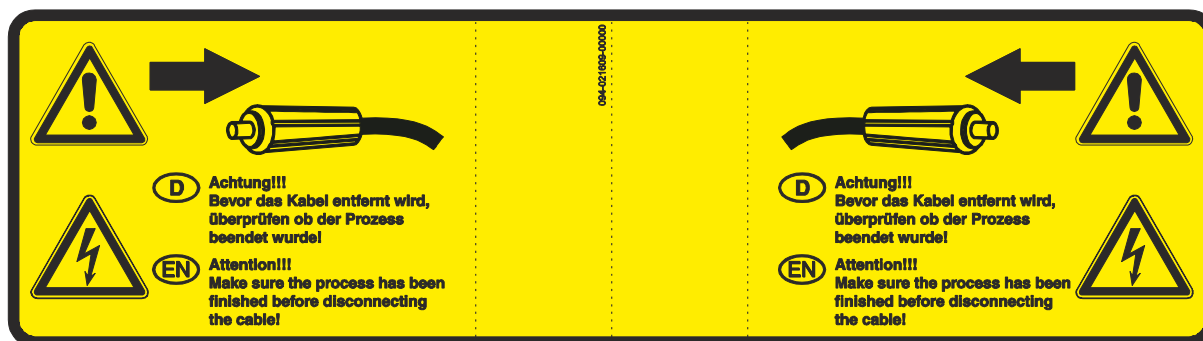 D
Achtung!!!
Bevor das Kabel entfernt wird,
überprüfen ob der Prozess
beendet wurde!
EN
Attention!!!
Make sure the process has been
finished before disconnecting
the cable!
094-021609-00000
D
Achtung!!!
Bevor das Kabel entfernt wird,
überprüfen ob der Prozess
beendet wurde!
EN
Attention!!!
Make sure the process has been
finished before disconnecting
the cable!